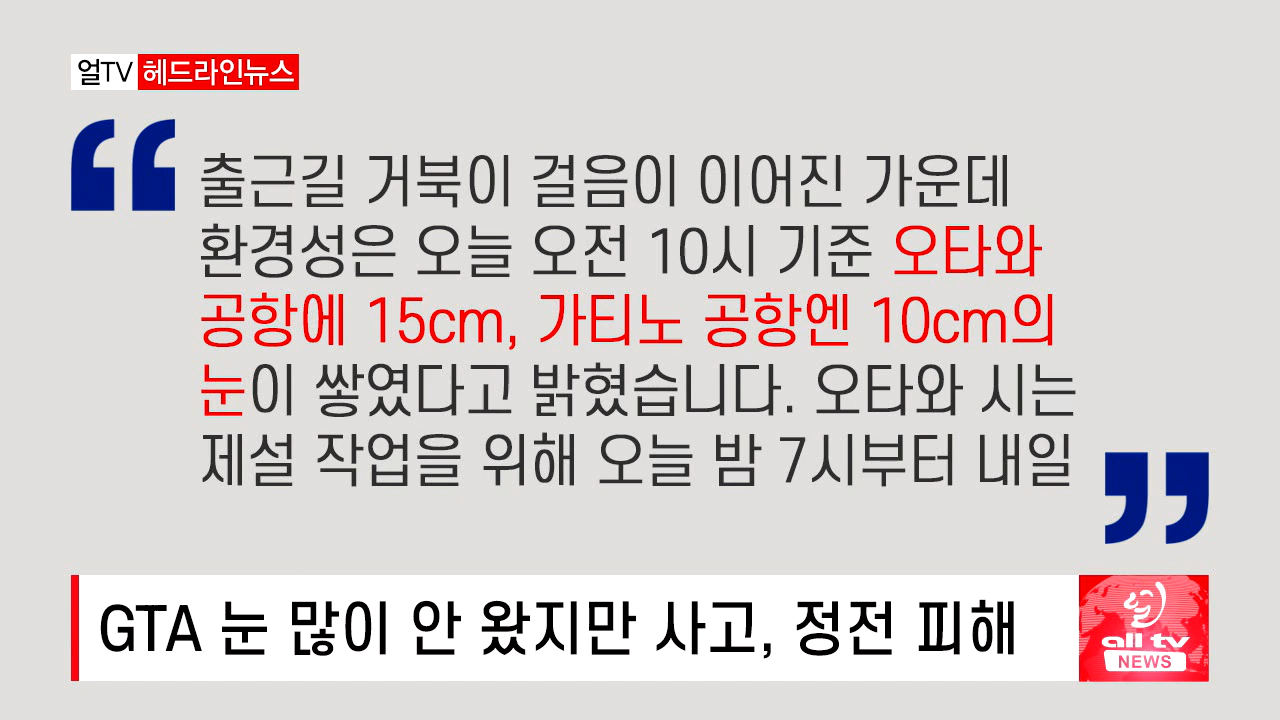 얼TV 헤드라인뉴스
출근길 거북이 걸음이 이어진 가운데
환경성은 오늘 오전 10시 기준 오타와
공항에 15cm, 가티노 공항엔 10cm의
눈이 쌓였다고 밝혔습니다. 오타와 시는
제설 작업을 위해 오늘 밤 7시부터 내일
GTA 눈 많이 안 왔지만 사고, 정전 피해
all tv
NEWS